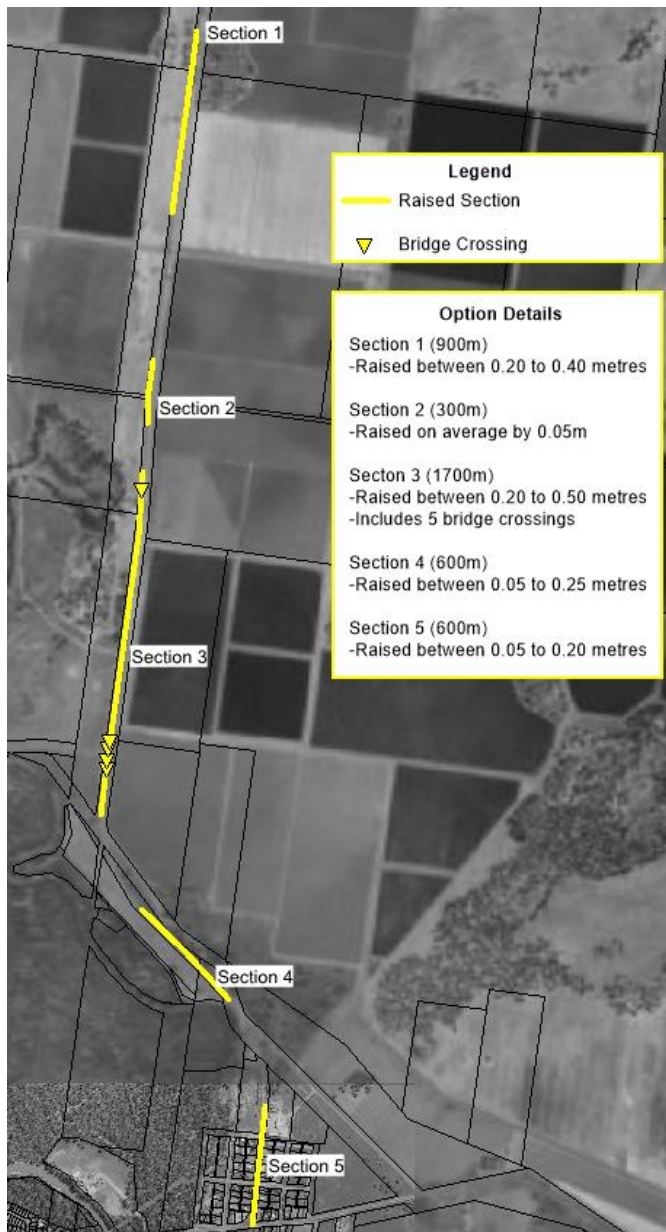 Section 1
Legend
Raised Section
Bridge Crossing
Option Details
Section 1 (900m)
-Raised between 0.20 to 0.40 metres
Section 2 (300m)
-Raised on average by 0.05m
Secton 3 (1700m)
-Raised between 0.20 to 0.50 metres
-Includes 5 bridge crossings
Section 4 (600m)
-Raised between 0.05 to 0.25 metres
Section 5 (600m)
-Raised between 0.05 to 0.20 metres
Section 2
Section 3
Section 4
Section 5